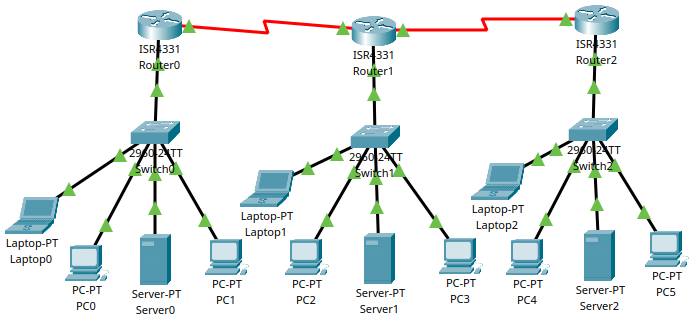 ISR4331
Router0
ISR4331
Router1
ISR4331
Router2
2960-24TT
Switch0
2960-24TT
Switch1
2960-24TT
Switch2
Laptop-PT
Laptop0
PC-PT
PC0
Server-PT
Server0
PC-PT
PC1
Laptop-PT
Laptop1
PC-PT
PC2
Server-PT
Server1
PC-PT
PC3
Laptop-PT
Laptop2
PC-PT
PC4
Server-PT
Server2
PC-PT
PC5